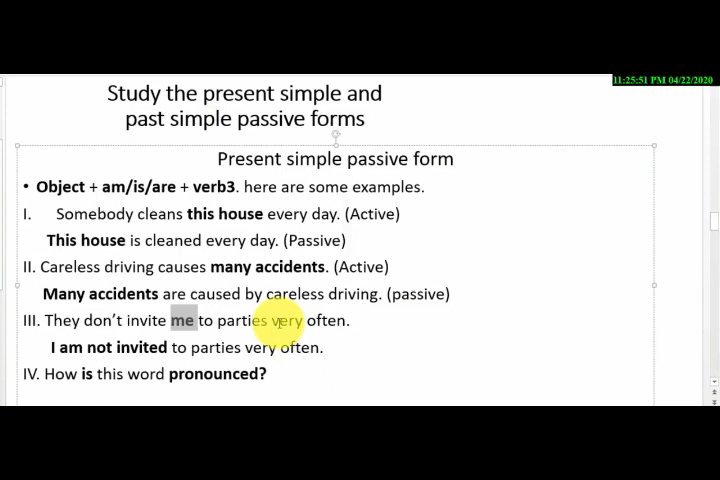 11:25:51 PM 04/22/2020
Study the present simple and
past simple passive forms
Present simple passive form
• Object + am/is/are + verb3. here are some examples.
I. Somebody cleans this house every day. (Active)
This house is cleaned every day. (Passive)
II. Careless driving causes many accidents. (Active)
Many accidents are caused by careless driving. (passive)
III. They don't invite me to parties very often.
I am not invited to parties very often.
IV. How is this word pronounced?